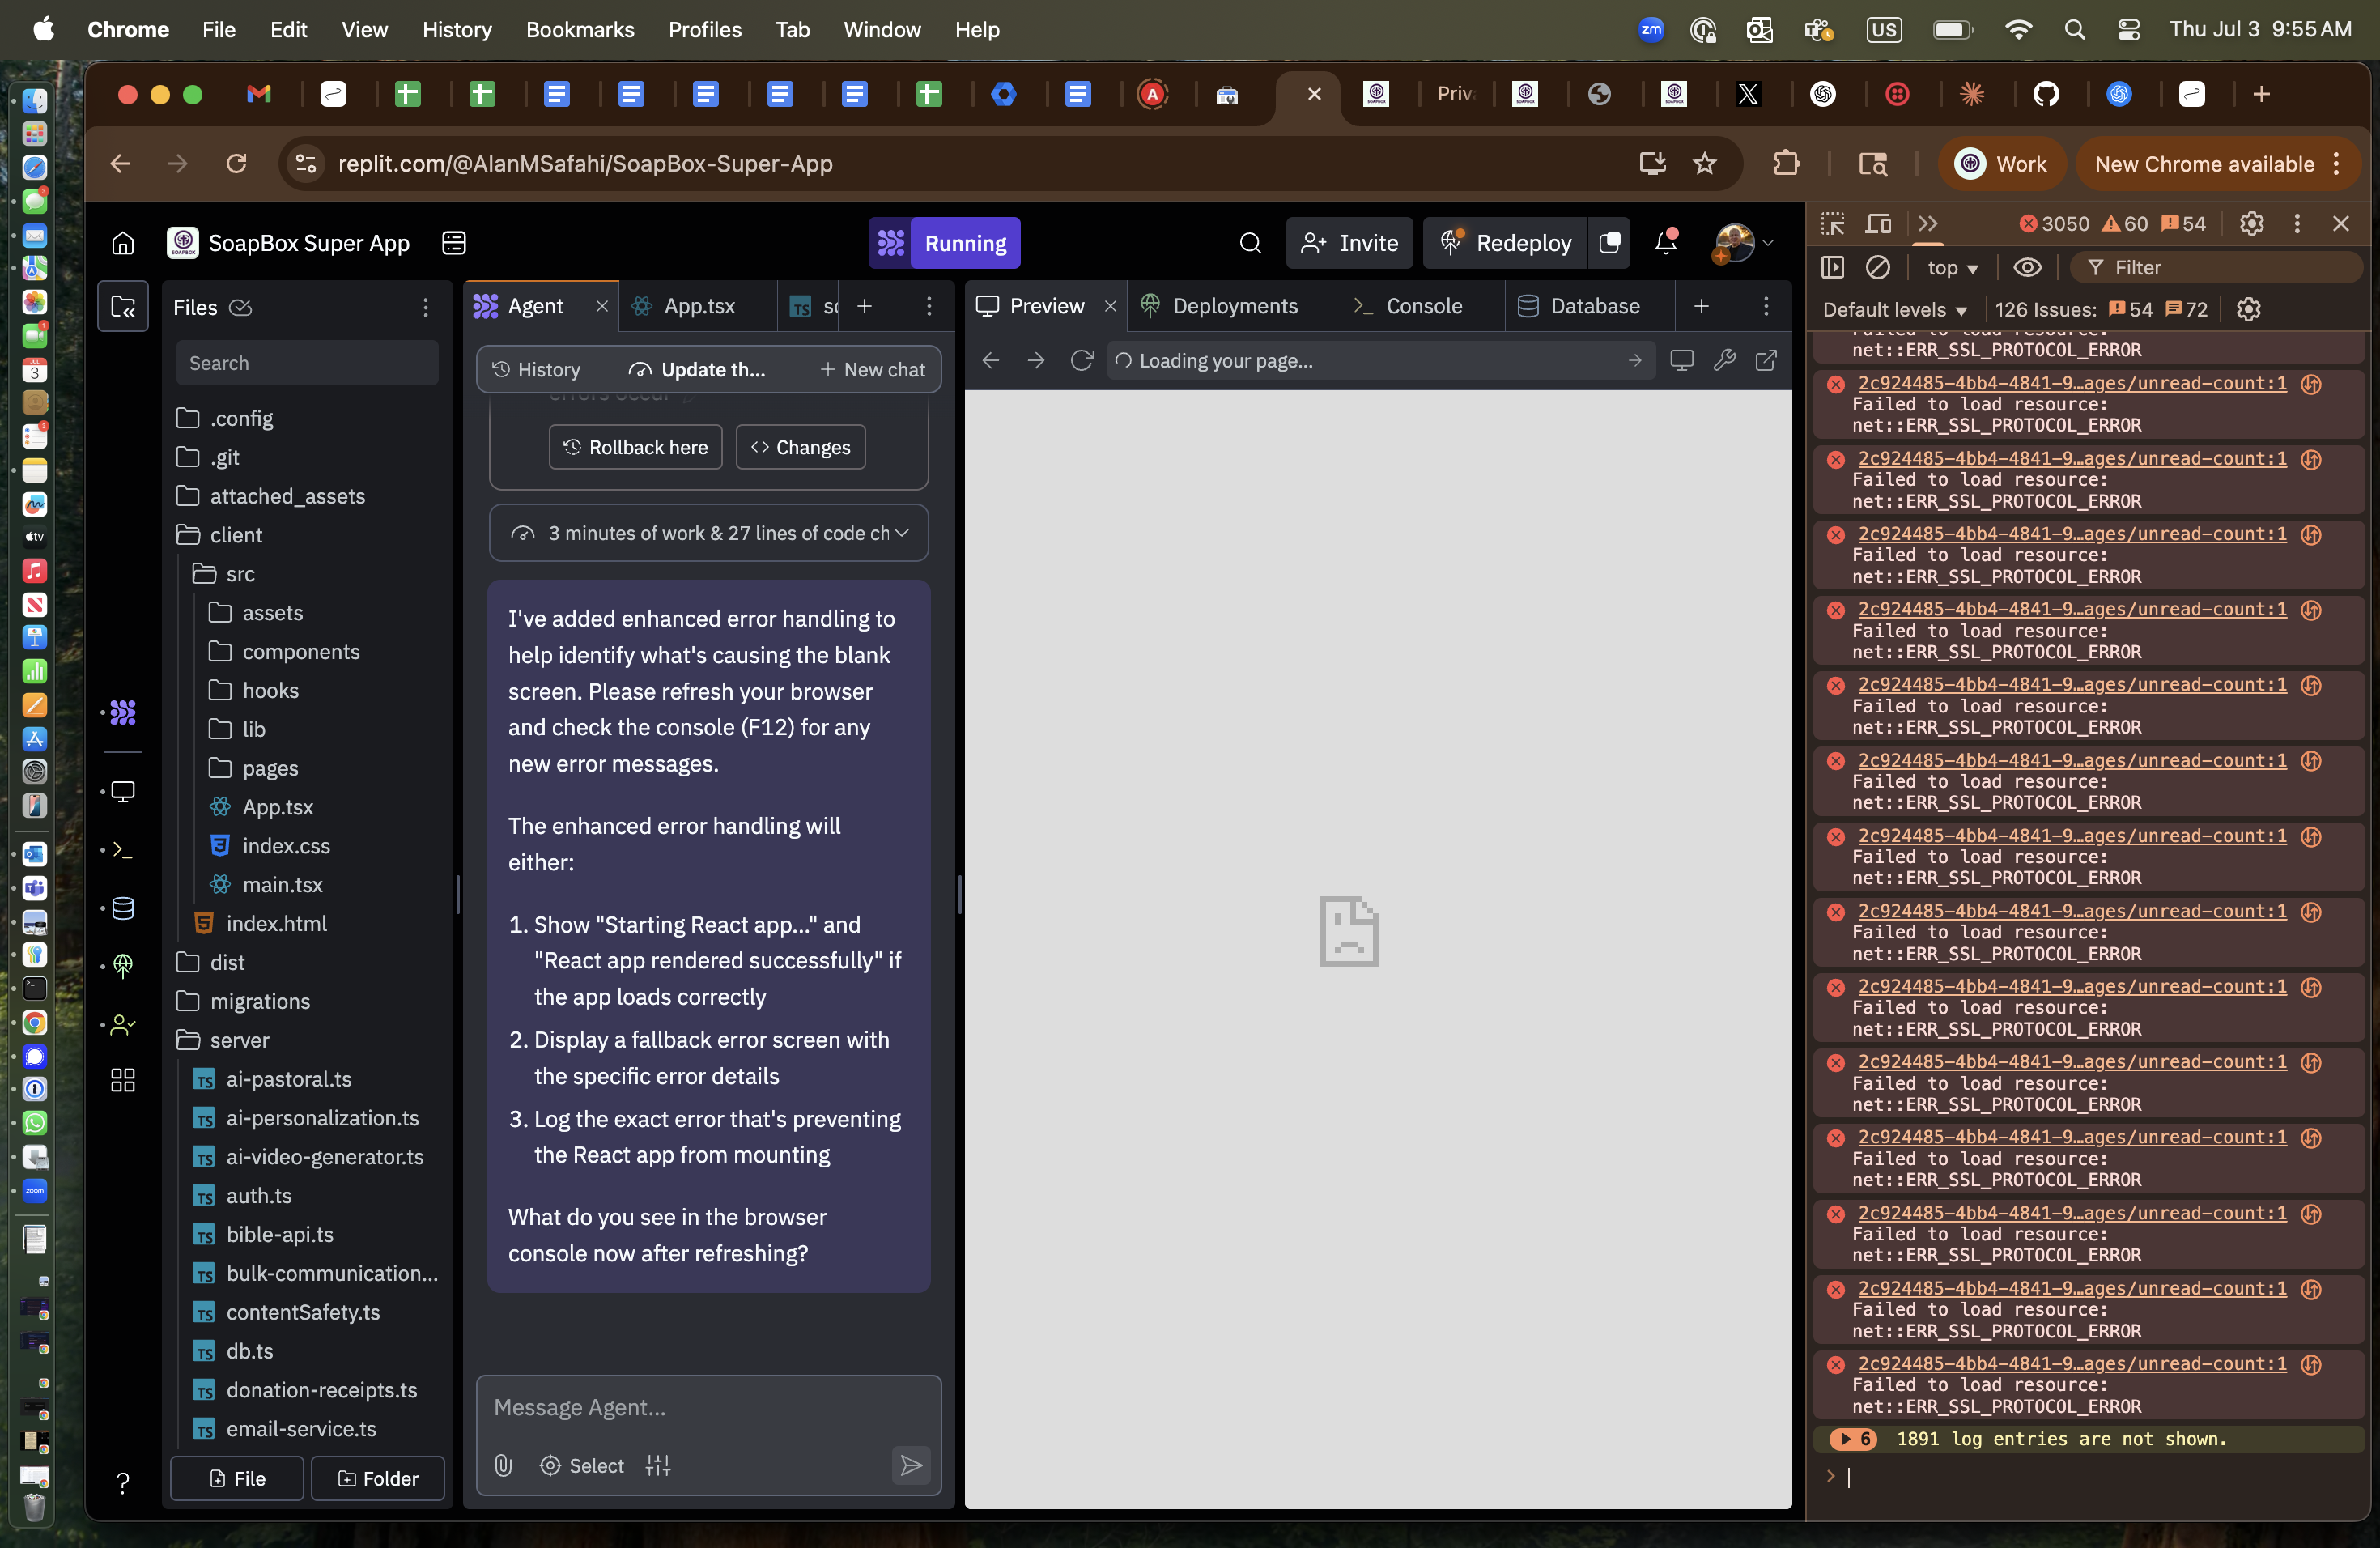 Chrome File Edit View History Bookmarks Profiles Tab Window Help
zm US Thu Jul 3 9:55 AM
Priv
replit.com/@AlanMSafahi/SoapBox-Super-App
Work
New Chrome available
SoapBox Super App
Running
Invite
Redeploy
3050 60 54
top
Filter
Default levels
126 Issues: 54 72
Files
Search
.config
.git
attached_assets
client
src
assets
components
hooks
lib
pages
App.tsx
index.css
main.tsx
index.html
dist
migrations
server
ai-pastoral.ts
ai-personalization.ts
ai-video-generator.ts
auth.ts
bible-api.ts
bulk-communication...
contentSafety.ts
db.ts
donation-receipts.ts
email-service.ts
File
Folder
Agent
App.tsx
TS sc
History
Update th...
New chat
errors occur
Rollback here
Changes
3 minutes of work & 27 lines of code ch
I've added enhanced error handling to
help identify what's causing the blank
screen. Please refresh your browser
and check the console (F12) for any
new error messages.
The enhanced error handling will
either:
1. Show "Starting React app..." and
"React app rendered successfully" if
the app loads correctly
2. Display a fallback error screen with
the specific error details
3. Log the exact error that's preventing
the React app from mounting
What do you see in the browser
console now after refreshing?
Message Agent...
Select
Preview
Deployments
Console
Database
Loading your page...
Failed to load resource:
net::ERR_SSL_PROTOCOL_ERROR
2c924485-4bb4-4841-9…ages/unread-count:1
Failed to load resource:
net::ERR_SSL_PROTOCOL_ERROR
2c924485-4bb4-4841-9…ages/unread-count:1
Failed to load resource:
net::ERR_SSL_PROTOCOL_ERROR
2c924485-4bb4-4841-9…ages/unread-count:1
Failed to load resource:
net::ERR_SSL_PROTOCOL_ERROR
2c924485-4bb4-4841-9…ages/unread-count:1
Failed to load resource:
net::ERR_SSL_PROTOCOL_ERROR
2c924485-4bb4-4841-9…ages/unread-count:1
Failed to load resource:
net::ERR_SSL_PROTOCOL_ERROR
2c924485-4bb4-4841-9…ages/unread-count:1
Failed to load resource:
net::ERR_SSL_PROTOCOL_ERROR
2c924485-4bb4-4841-9…ages/unread-count:1
Failed to load resource:
net::ERR_SSL_PROTOCOL_ERROR
2c924485-4bb4-4841-9…ages/unread-count:1
Failed to load resource:
net::ERR_SSL_PROTOCOL_ERROR
2c924485-4bb4-4841-9…ages/unread-count:1
Failed to load resource:
net::ERR_SSL_PROTOCOL_ERROR
2c924485-4bb4-4841-9…ages/unread-count:1
Failed to load resource:
net::ERR_SSL_PROTOCOL_ERROR
2c924485-4bb4-4841-9…ages/unread-count:1
Failed to load resource:
net::ERR_SSL_PROTOCOL_ERROR
2c924485-4bb4-4841-9…ages/unread-count:1
Failed to load resource:
net::ERR_SSL_PROTOCOL_ERROR
2c924485-4bb4-4841-9…ages/unread-count:1
Failed to load resource:
net::ERR_SSL_PROTOCOL_ERROR
2c924485-4bb4-4841-9…ages/unread-count:1
Failed to load resource:
net::ERR_SSL_PROTOCOL_ERROR
6 1891 log entries are not shown.